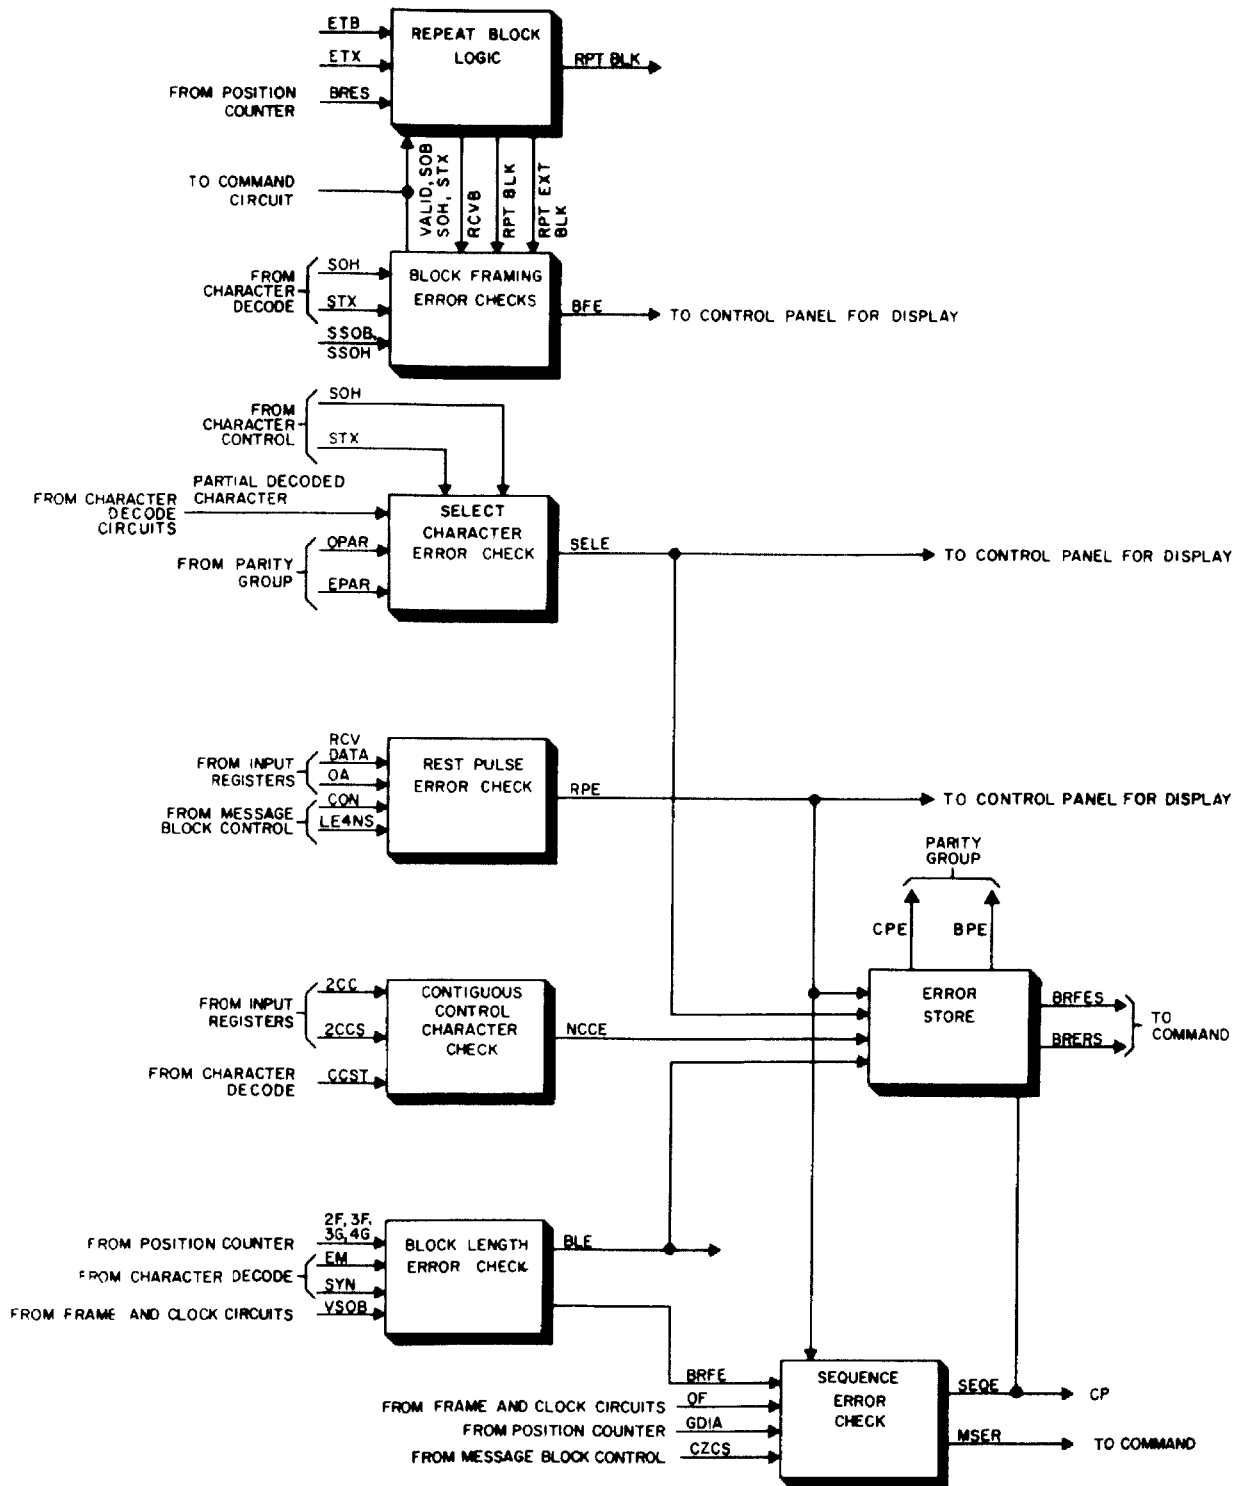 ETB
REPEAT BLOCK
LOGIC
ETX
RPT BLK
FROM POSITION
COUNTER
BRES
TO COMMAND
CIRCUIT
VALID, SOB
SOH, STX
RCVB
RPT BLK
RPT EXT
BLK
FROM
CHARACTER
DECODE
SOH
STX
SSOB,
SSOH
BLOCK FRAMING
ERROR CHECKS
BFE
TO CONTROL PANEL FOR DISPLAY
FROM
CHARACTER
CONTROL
SOH
STX
FROM CHARACTER
DECODE
CIRCUITS
PARTIAL DECODED
CHARACTER
SELECT
CHARACTER
ERROR CHECK
FROM PARITY
GROUP
OPAR
EPAR
SELE
TO CONTROL PANEL FOR DISPLAY
FROM INPUT
REGISTERS
RCV
DATA
OA
FROM MESSAGE
BLOCK CONTROL
CON
LE4NS
REST PULSE
ERROR CHECK
RPE
TO CONTROL PANEL FOR DISPLAY
PARITY
GROUP
CPE
BPE
FROM INPUT
REGISTERS
2CC
2CCS
FROM CHARACTER
DECODE
CCST
CONTIGUOUS
CONTROL
CHARACTER
CHECK
NCCE
ERROR
STORE
BRFES
BRERS
TO
COMMAND
FROM POSITION COUNTER
2F, 3F,
3G, 4G
FROM CHARACTER DECODE
EM
SYN
FROM FRAME AND CLOCK CIRCUITS
VSOB
BLOCK LENGTH
ERROR CHECK
BLE
BRFE
FROM FRAME AND CLOCK CIRCUITS
OF
FROM POSITION COUNTER
GDIA
FROM MESSAGE BLOCK CONTROL
CZCS
SEQUENCE
ERROR
CHECK
SEQE
CP
MSER
TO COMMAND